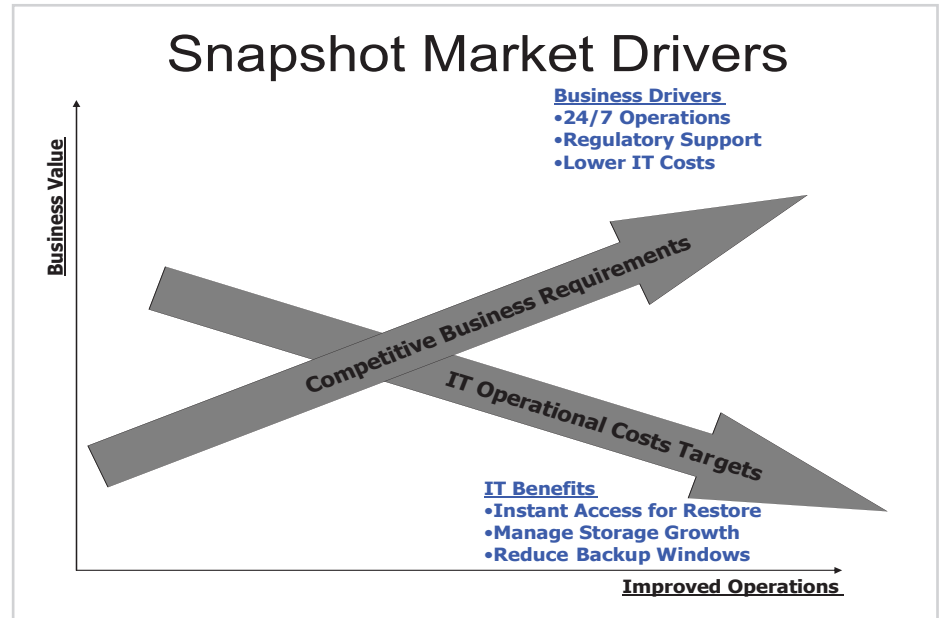 Snapshot Market Drivers
Business Drivers
•24/7 Operations
•Regulatory Support
•Lower IT Costs
Business Value
Competitive Business Requirements
IT Operational Costs Targets
IT Benefits
•Instant Access for Restore
•Manage Storage Growth
•Reduce Backup Windows
Improved Operations